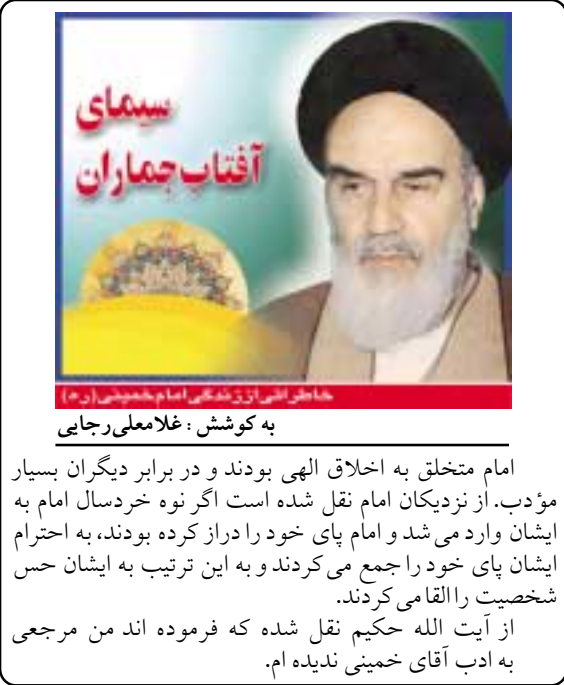 سیمای
آفتاب جماران
خاطراتی از زندگی امام خمینی (ره)
به کوشش : غلامعلی رجایی
امام متخلق به اخلاق الهی بودند و در برابر دیگران بسیار
مؤدب. از نزدیکان امام نقل شده است اگر نوه خردسال امام به
ایشان وارد می شد و امام پای خود را دراز کرده بودند، به احترام
ایشان پای خود را جمع می کردند و به این ترتیب به ایشان حس
شخصیت را القا می کردند.
از آیت الله حکیم نقل شده که فرموده اند من مرجعی
به ادب آقای خمینی ندیده ام.